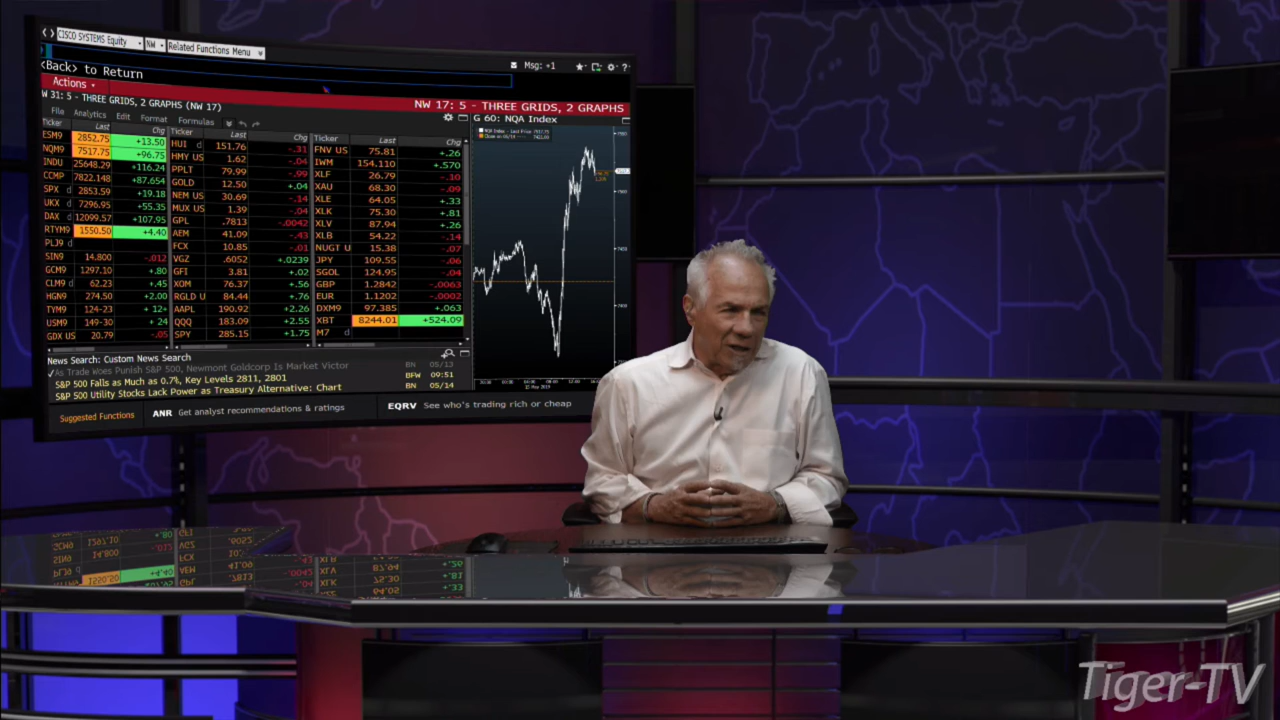 < > CISCO SYSTEMS Equity NW Related Functions Menu
Msg: +1
<Back> to Return
Actions
NW 17: 5 - THREE GRIDS, 2 GRAPHS
W 31: 5 - THREE GRIDS, 2 GRAPHS (NW 17)
G 60: NQA Index
File Analytics Edit Format Formulas
Ticker Last Chg
ESM9 2852.75 +13.50
NQM9 7517.75 +96.75
INDU 25648.29 +116.24
CCMP 7822.148 +87.654
SPX d 2853.59 +19.18
UKX d 7296.95 +55.35
DAX d 12099.57 +107.95
RTYM9 1550.50 +4.40
PLJ9 d
SIN9 14.800 -.012
GCM9 1297.10 +.80
CLM9 d 62.23 +.45
HGN9 274.50 +2.00
TYM9 124-23 + 12+
USM9 149-30 + 24
GDX US 20.79 -.05
Ticker Last Chg
HUI d 151.76 -.31
HMY US 1.62 -.04
PPLT 79.99 -.99
GOLD 12.50 +.04
NEM US 30.69 -.14
MUX US 1.39 -.04
GPL .7813 -.0042
AEM 41.09 -.43
FCX 10.85 -.01
VGZ .6052 +.0239
GFI 3.81 +.02
XOM 76.37 +.56
RGLD U 84.44 +.76
AAPL 190.92 +2.26
QQQ 183.09 +2.55
SPY 285.15 +1.75
Ticker Last Chg
FNV US 75.81 +.26
IWM 154.110 +.570
XLF 26.79 -.10
XAU 68.30 -.09
XLE 64.05 +.33
XLK 75.30 +.81
XLV 87.94 +.26
XLB 54.22 -.14
NUGT U 15.38 -.07
JPY 109.55 -.06
SGOL 124.95 -.04
GBP 1.2842 -.0063
EUR 1.1202 -.0002
DXM9 97.385 +.063
XBT 8244.01 +524.09
M7 d
News Search: Custom News Search
As Trade Woes Punish S&P 500, Newmont Goldcorp Is Market Victor BN 05/13
S&P 500 Falls as Much as 0.7%, Key Levels 2811, 2801 BFW 09:51
S&P 500 Utility Stocks Lack Power as Treasury Alternative: Chart BN 05/14
Suggested Functions ANR Get analyst recommendations & ratings EQRV See who's trading rich or cheap
Tiger-TV